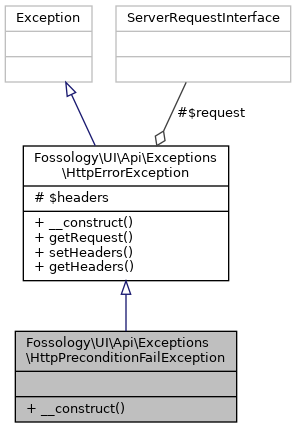 Exception
ServerRequestInterface
#$request
Fossology\UI\Api\Exceptions
\HttpErrorException
# $headers
+ __construct()
+ getRequest()
+ setHeaders()
+ getHeaders()
Fossology\UI\Api\Exceptions
\HttpPreconditionFailException
+ __construct()